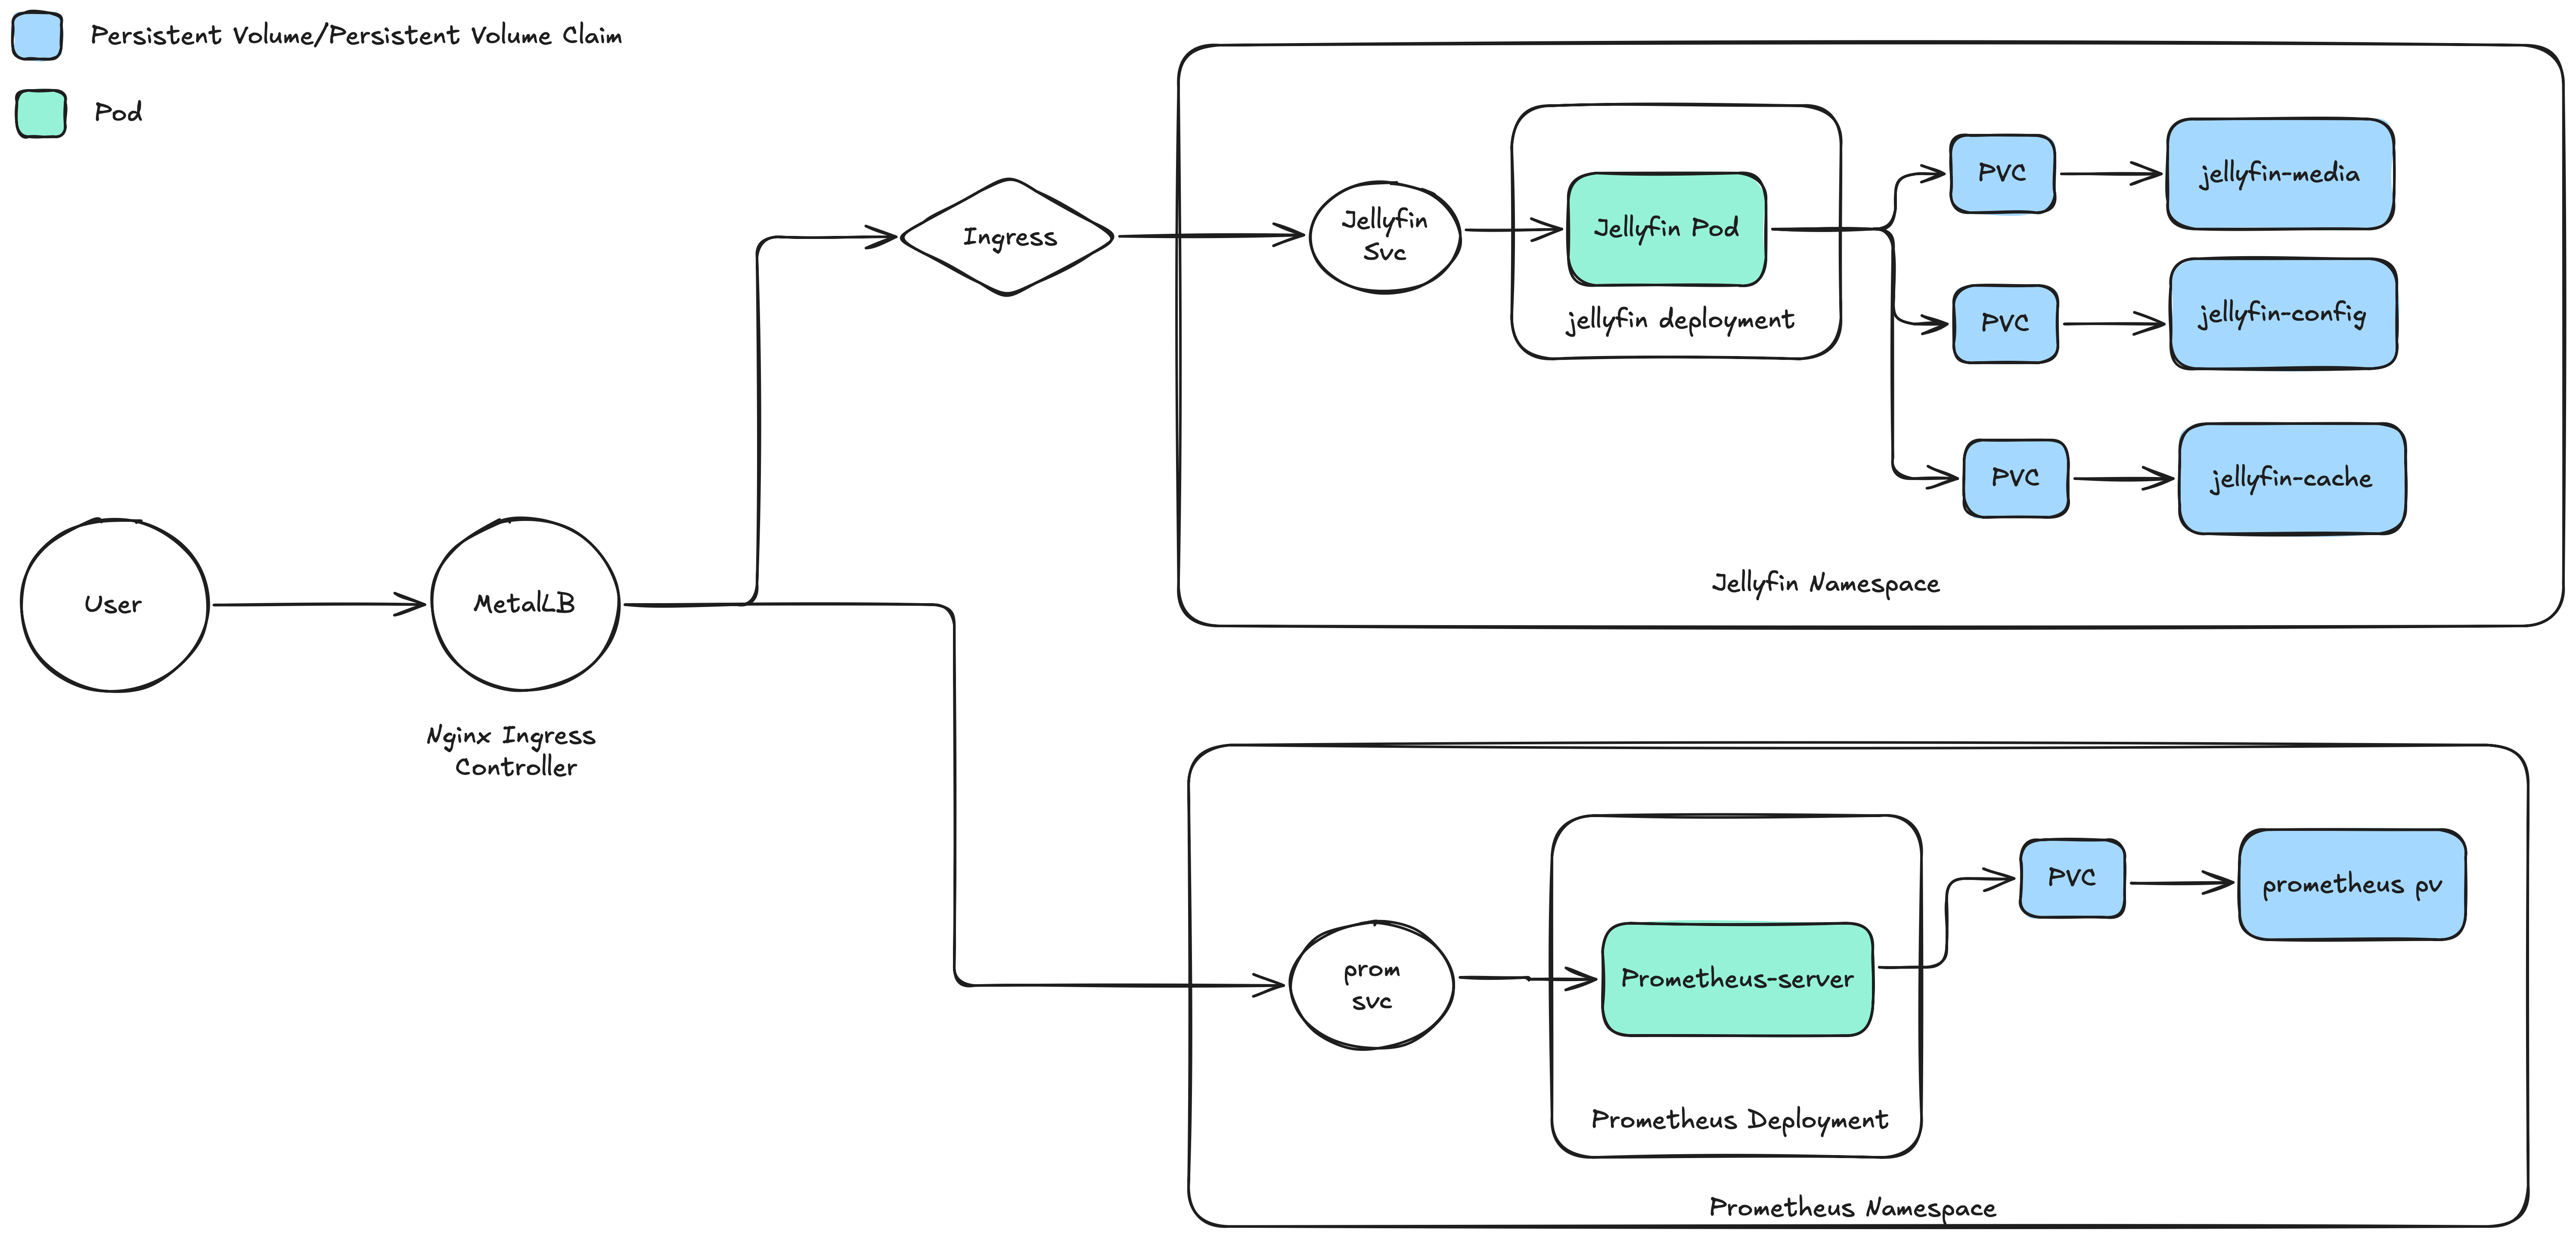 Persistent Volume/Persistent Volume Claim
Pod
Ingress
Jellyfin
Svc
Jellyfin Pod
jellyfin deployment
PVC
jellyfin-media
PVC
jellyfin-config
PVC
jellyfin-cache
Jellyfin Namespace
User
MetalLB
Nginx Ingress
Controller
prom
svc
Prometheus-server
Prometheus Deployment
PVC
prometheus pv
Prometheus Namespace